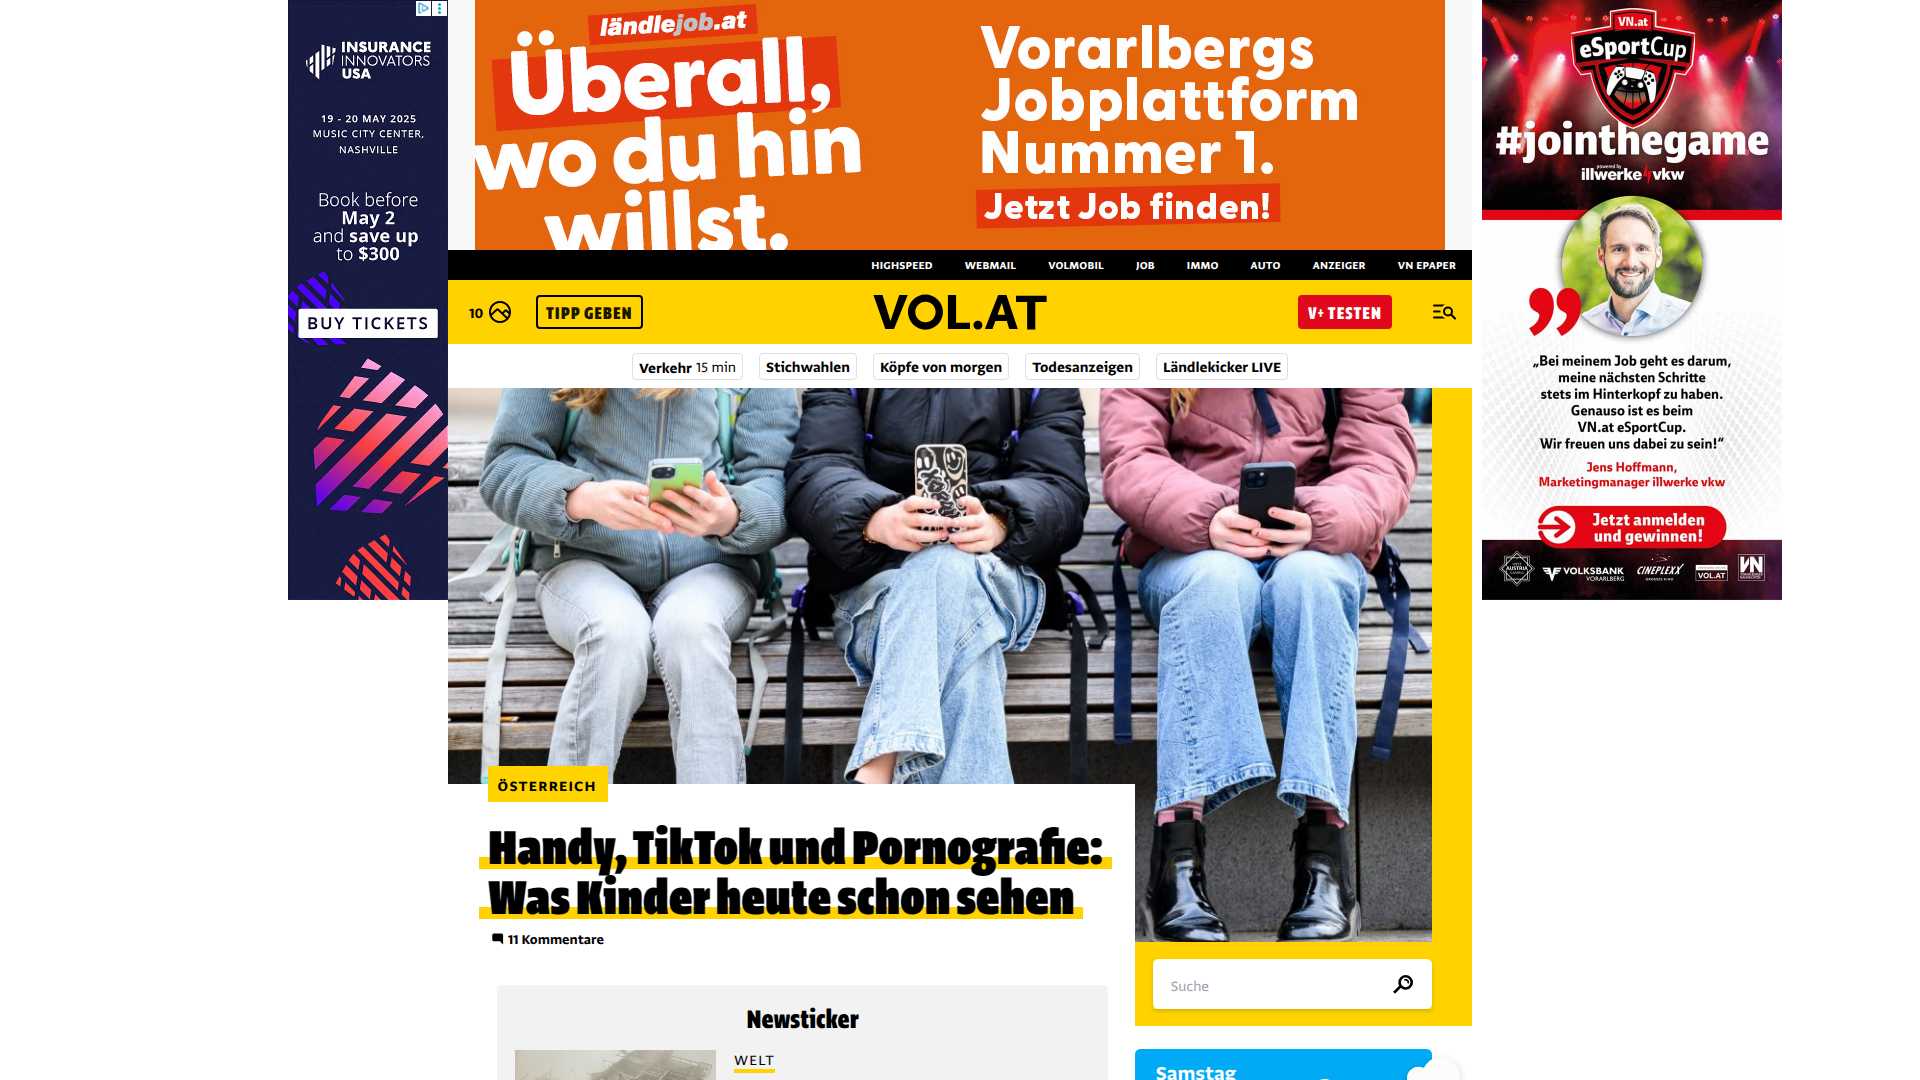 INSURANCE
INNOVATORS
USA
19 - 20 MAY 2025
MUSIC CITY CENTER,
NASHVILLE
Book before
May 2
and save up
to $300
BUY TICKETS
ländlejob.at
Überall,
wo du hin
willst.
Vorarlbergs
Jobplattform
Nummer 1.
Jetzt Job finden!
VN.at
eSportCup
#jointhegame
powered by
illwerke vkw
„Bei meinem Job geht es darum,
meine nächsten Schritte
stets im Hinterkopf zu haben.
Genauso ist es beim
VN.at eSportCup.
Wir freuen uns dabei zu sein!“
Jens Hoffmann,
Marketingmanager illwerke vkw
Jetzt anmelden
und gewinnen!
VOLKSBANK
VORARLBERG
CINEPLEXX
VOL.AT
VN
HIGHSPEED WEBMAIL VOLMOBIL JOB IMMO AUTO ANZEIGER VN EPAPER
10 TIPP GEBEN VOL.AT V+ TESTEN
Verkehr 15 min Stichwahlen Köpfe von morgen Todesanzeigen Ländlekicker LIVE
ÖSTERREICH
Handy, TikTok und Pornografie:
Was Kinder heute schon sehen
11 Kommentare
Suche
Newsticker
WELT
Samstag